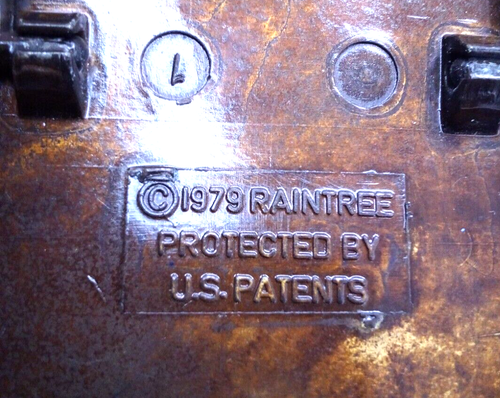 L
© 1979 RAINTREE
PROTECTED BY
U.S. PATENTS